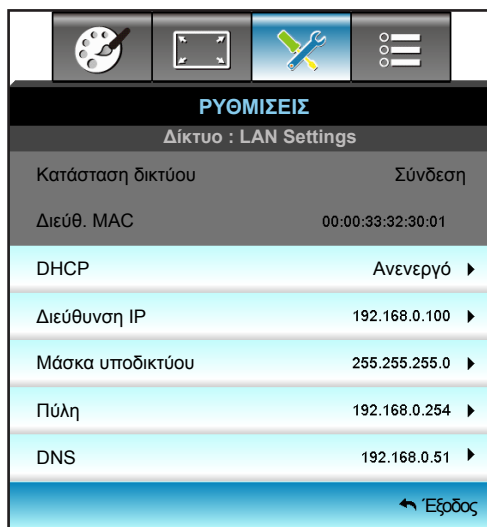 ΡΥΘΜΙΣΕΙΣ
Δίκτυο : LAN Settings
Κατάσταση δικτύου Σύνδεση
Διεύθ. MAC 00:00:33:32:30:01
DHCP Ανενεργό
Διεύθυνση IP 192.168.0.100
Μάσκα υποδικτύου 255.255.255.0
Πύλη 192.168.0.254
DNS 192.168.0.51
Έξοδος